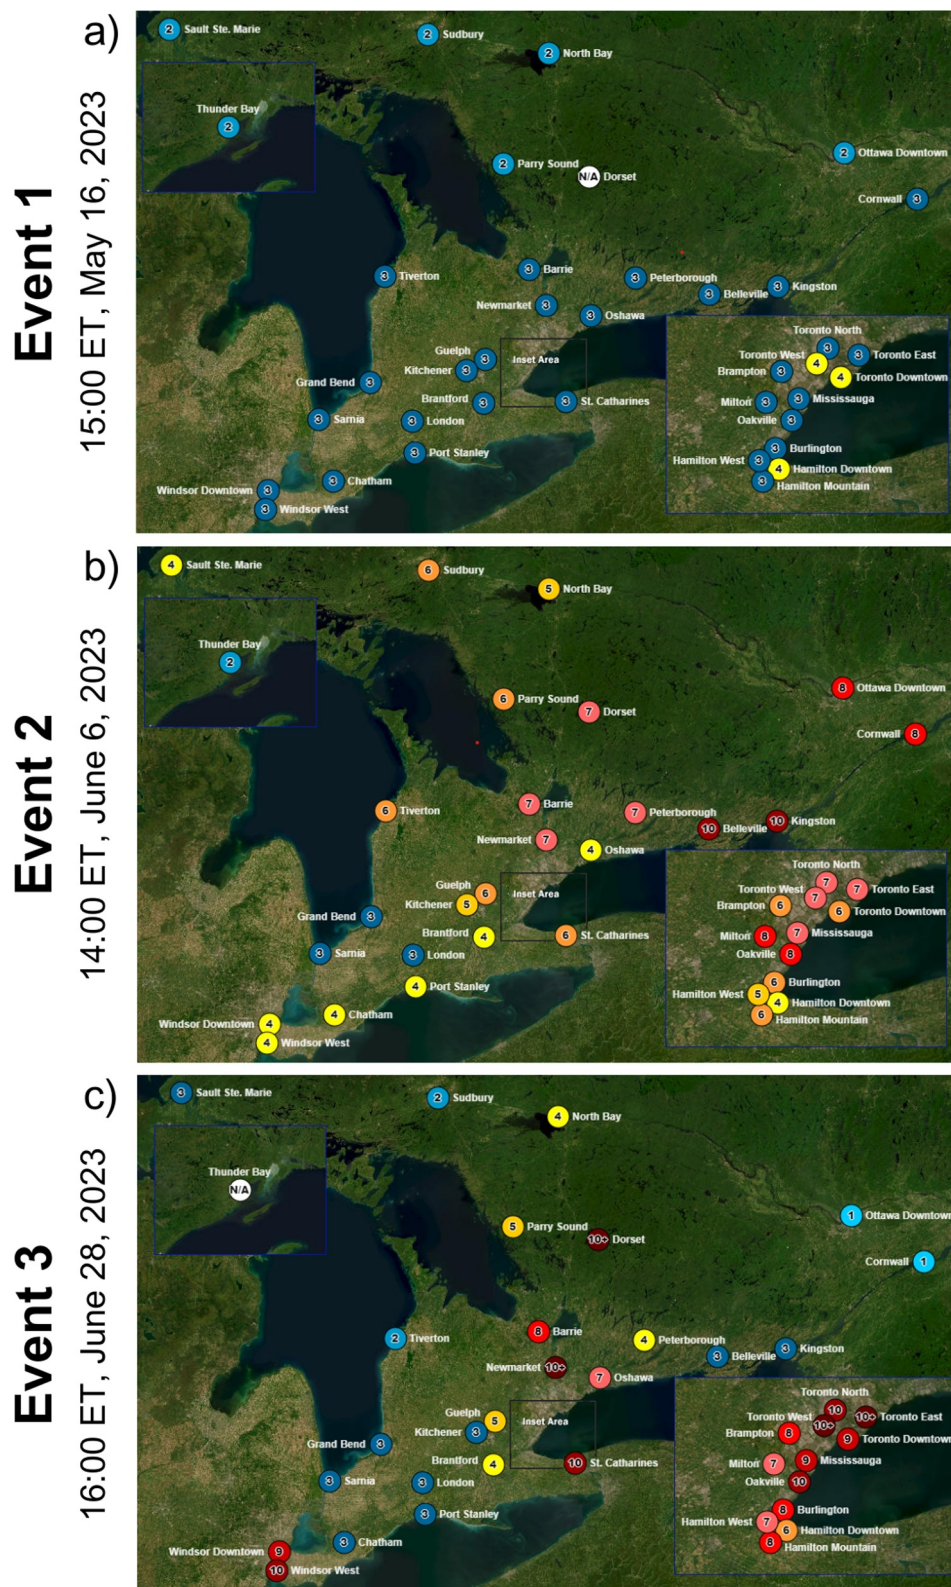 a)
Event 1
15:00 ET, May 16, 2023
2 Sault Ste. Marie
2 Sudbury
2 North Bay
Thunder Bay
2
2 Parry Sound
N/A Dorset
2 Ottawa Downtown
Cornwall 3
3 Tiverton
3 Barrie
3 Peterborough
3 Belleville
3 Kingston
Newmarket 3
3 Oshawa
Guelph 3
Kitchener 3
Inset Area
Grand Bend 3
Brantford 3
3 St. Catharines
3 Sarnia
3 London
3 Port Stanley
3 Chatham
Windsor Downtown 3
3 Windsor West
Toronto North
3
Toronto West 4
3 Toronto East
Brampton 3
4 Toronto Downtown
Milton 3
3 Mississauga
Oakville 3
3 Burlington
Hamilton West 3
4 Hamilton Downtown
3 Hamilton Mountain
b)
Event 2
14:00 ET, June 6, 2023
4 Sault Ste. Marie
6 Sudbury
5 North Bay
Thunder Bay
2
6 Parry Sound
7 Dorset
8 Ottawa Downtown
Cornwall 8
6 Tiverton
7 Barrie
7 Peterborough
10 Belleville
10 Kingston
Newmarket 7
4 Oshawa
Guelph 6
Kitchener 5
Inset Area
Grand Bend 3
Brantford 4
6 St. Catharines
3 Sarnia
3 London
4 Port Stanley
4 Chatham
Windsor Downtown 4
4 Windsor West
Toronto North
7
Toronto West 7
7 Toronto East
Brampton 6
6 Toronto Downtown
Milton 8
7 Mississauga
Oakville 8
6 Burlington
Hamilton West 5
4 Hamilton Downtown
6 Hamilton Mountain
c)
Event 3
16:00 ET, June 28, 2023
3 Sault Ste. Marie
2 Sudbury
4 North Bay
Thunder Bay
N/A
5 Parry Sound
10+ Dorset
1 Ottawa Downtown
Cornwall 1
2 Tiverton
8 Barrie
4 Peterborough
3 Belleville
3 Kingston
Newmarket 10+
7 Oshawa
Guelph 5
Kitchener 3
Inset Area
Grand Bend 3
Brantford 4
10 St. Catharines
3 Sarnia
3 London
3 Port Stanley
3 Chatham
Windsor Downtown 9
10 Windsor West
Toronto North
10
Toronto West 10+
10+ Toronto East
Brampton 8
9 Toronto Downtown
Milton 7
9 Mississauga
Oakville 10
8 Burlington
Hamilton West 7
6 Hamilton Downtown
8 Hamilton Mountain